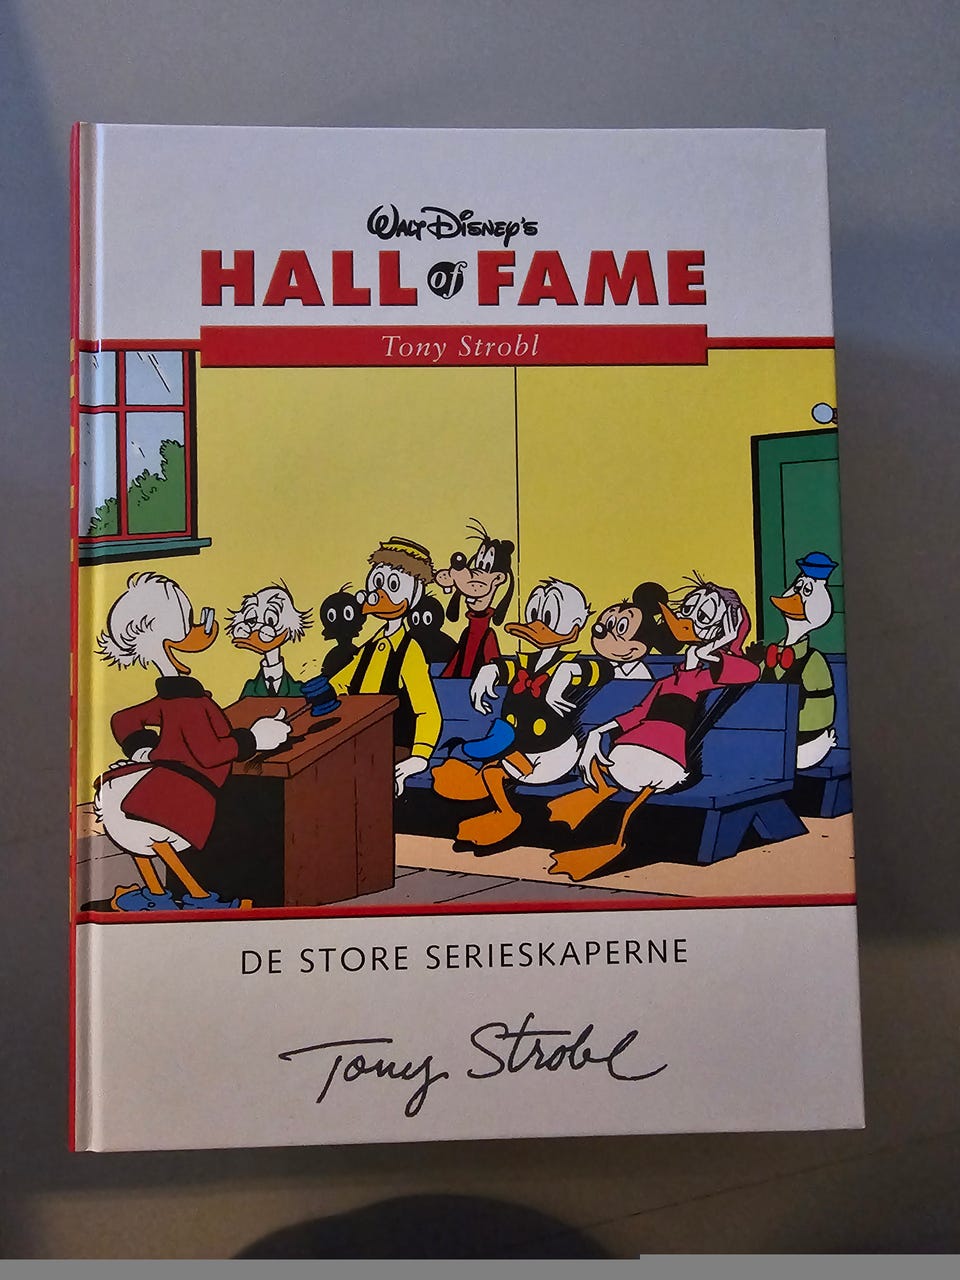 WALT DISNEY'S
HALL of FAME
Tony Strobl
DE STORE SERIESKAPERNE
Tony Strobl